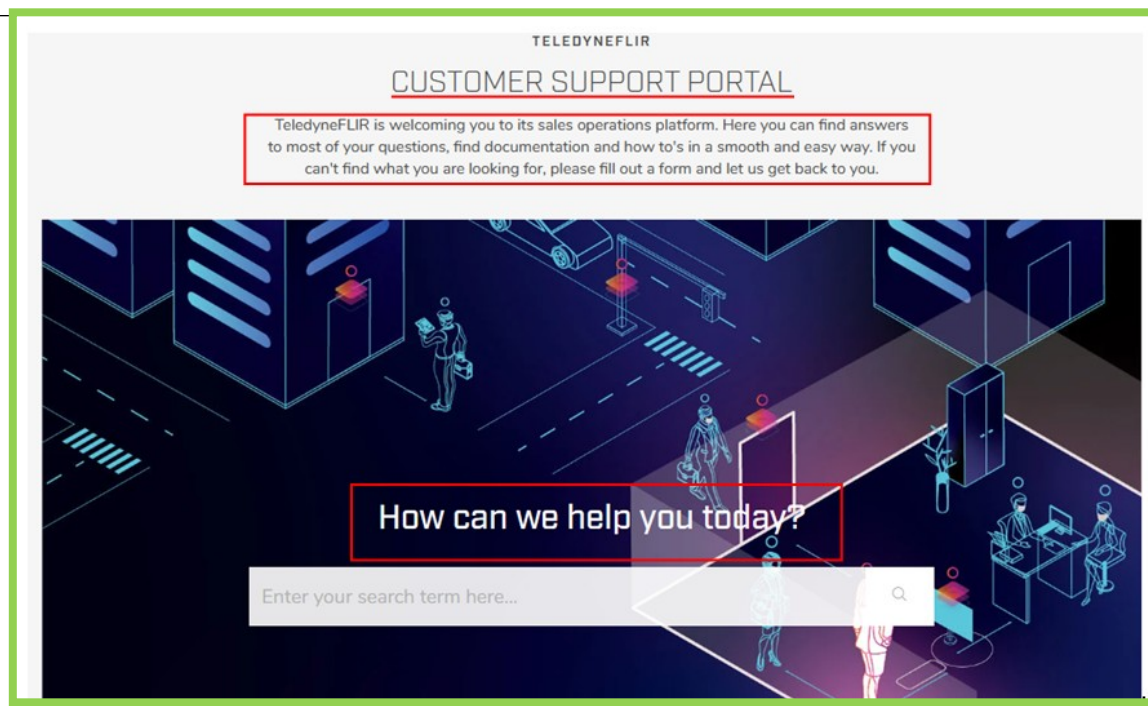 TELEDYNEFLIR
CUSTOMER SUPPORT PORTAL
TeledyneFLIR is welcoming you to its sales operations platform. Here you can find answers
to most of your questions, find documentation and how to's in a smooth and easy way. If you
can't find what you are looking for, please fill out a form and let us get back to you.
How can we help you today?
Enter your search term here...